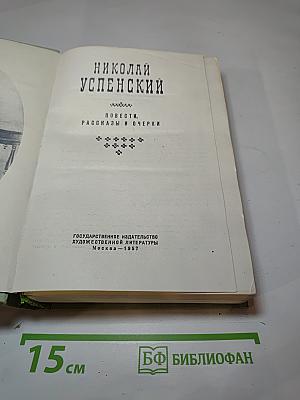 НИКОЛАЙ
УСПЕНСКИЙ
ПОВЕСТИ,
РАССКАЗЫ И ОЧЕРКИ
ГОСУДАРСТВЕННОЕ ИЗДАТЕЛЬСТВО
ХУДОЖЕСТВЕННОЙ ЛИТЕРАТУРЫ
Москва—1957
15 см
БФ БИБЛИОФАН